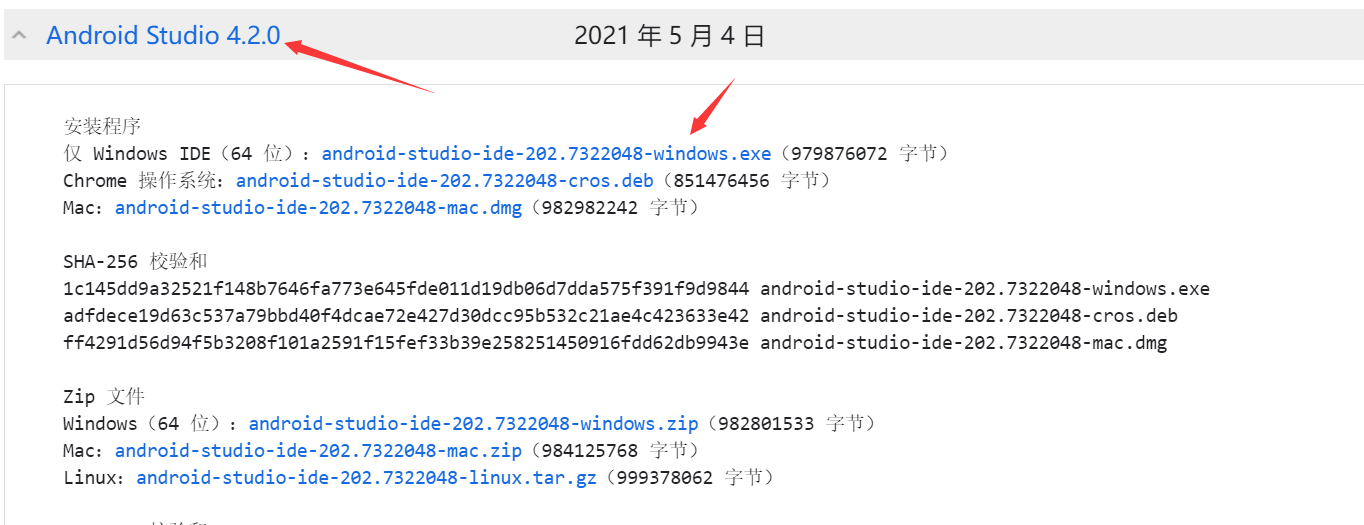 Android Studio 4.2.0 2021 年 5 月 4 日
安装程序
仅 Windows IDE（64 位）：android-studio-ide-202.7322048-windows.exe（979876072 字节）
Chrome 操作系统：android-studio-ide-202.7322048-cros.deb（851476456 字节）
Mac：android-studio-ide-202.7322048-mac.dmg（982982242 字节）
SHA-256 校验和
1c145dd9a32521f148b7646fa773e645fde011d19db06d7dda575f391f9d9844 android-studio-ide-202.7322048-windows.exe
adfdece19d63c537a79bbd40f4dcae72e427d30dcc95b532c21ae4c423633e42 android-studio-ide-202.7322048-cros.deb
ff4291d56d94f5b3208f101a2591f15fef33b39e258251450916fdd62db9943e android-studio-ide-202.7322048-mac.dmg
Zip 文件
Windows（64 位）：android-studio-ide-202.7322048-windows.zip（982801533 字节）
Mac：android-studio-ide-202.7322048-mac.zip（984125768 字节）
Linux：android-studio-ide-202.7322048-linux.tar.gz（999378062 字节）